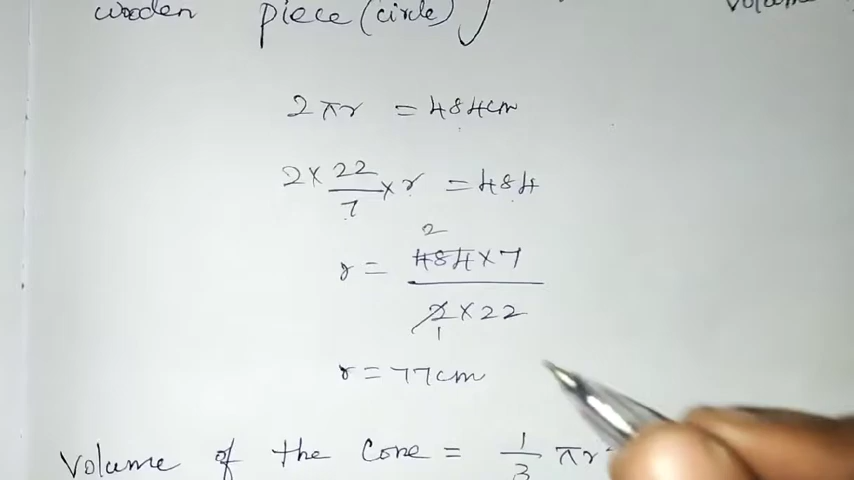 wooden piece (circle)
2πr = 484cm
2 × 22/7 × r = 484
2
r = 484 × 7 / 2 × 22
1
r = 77cm
Volume of the Cone = 1/3 πr